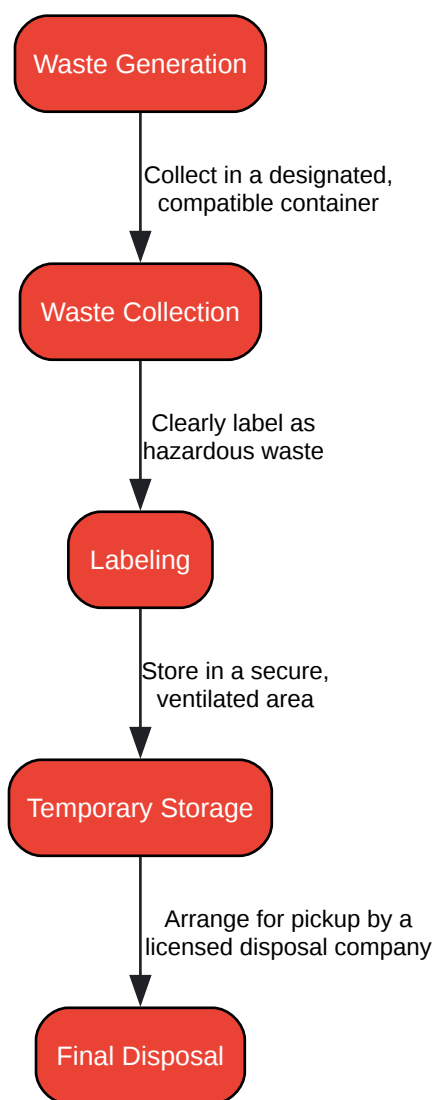 Waste Generation
Collect in a designated,
compatible container
Waste Collection
Clearly label as
hazardous waste
Labeling
Store in a secure,
ventilated area
Temporary Storage
Arrange for pickup by a
licensed disposal company
Final Disposal